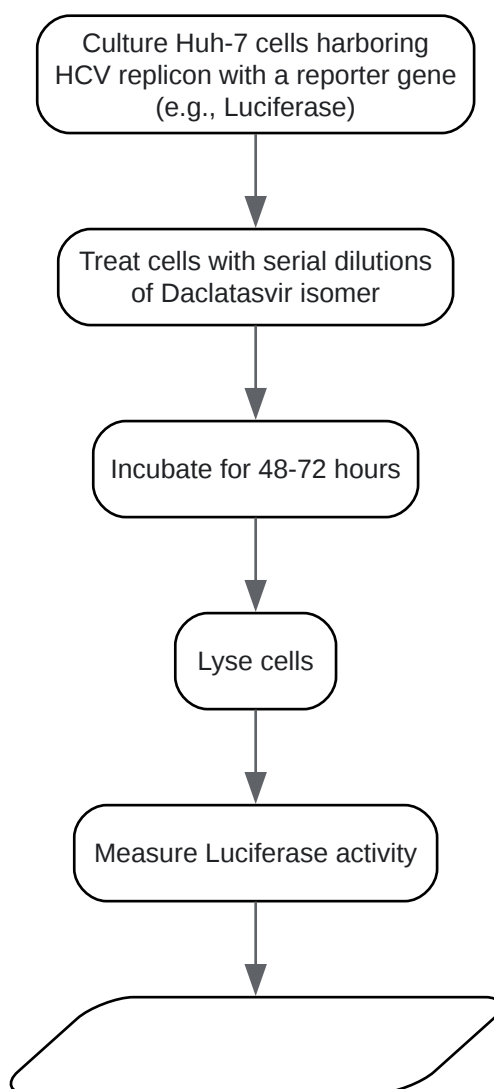 Culture Huh-7 cells harboring
HCV replicon with a reporter gene
(e.g., Luciferase)
Treat cells with serial dilutions
of Daclatasvir isomer
Incubate for 48-72 hours
Lyse cells
Measure Luciferase activity